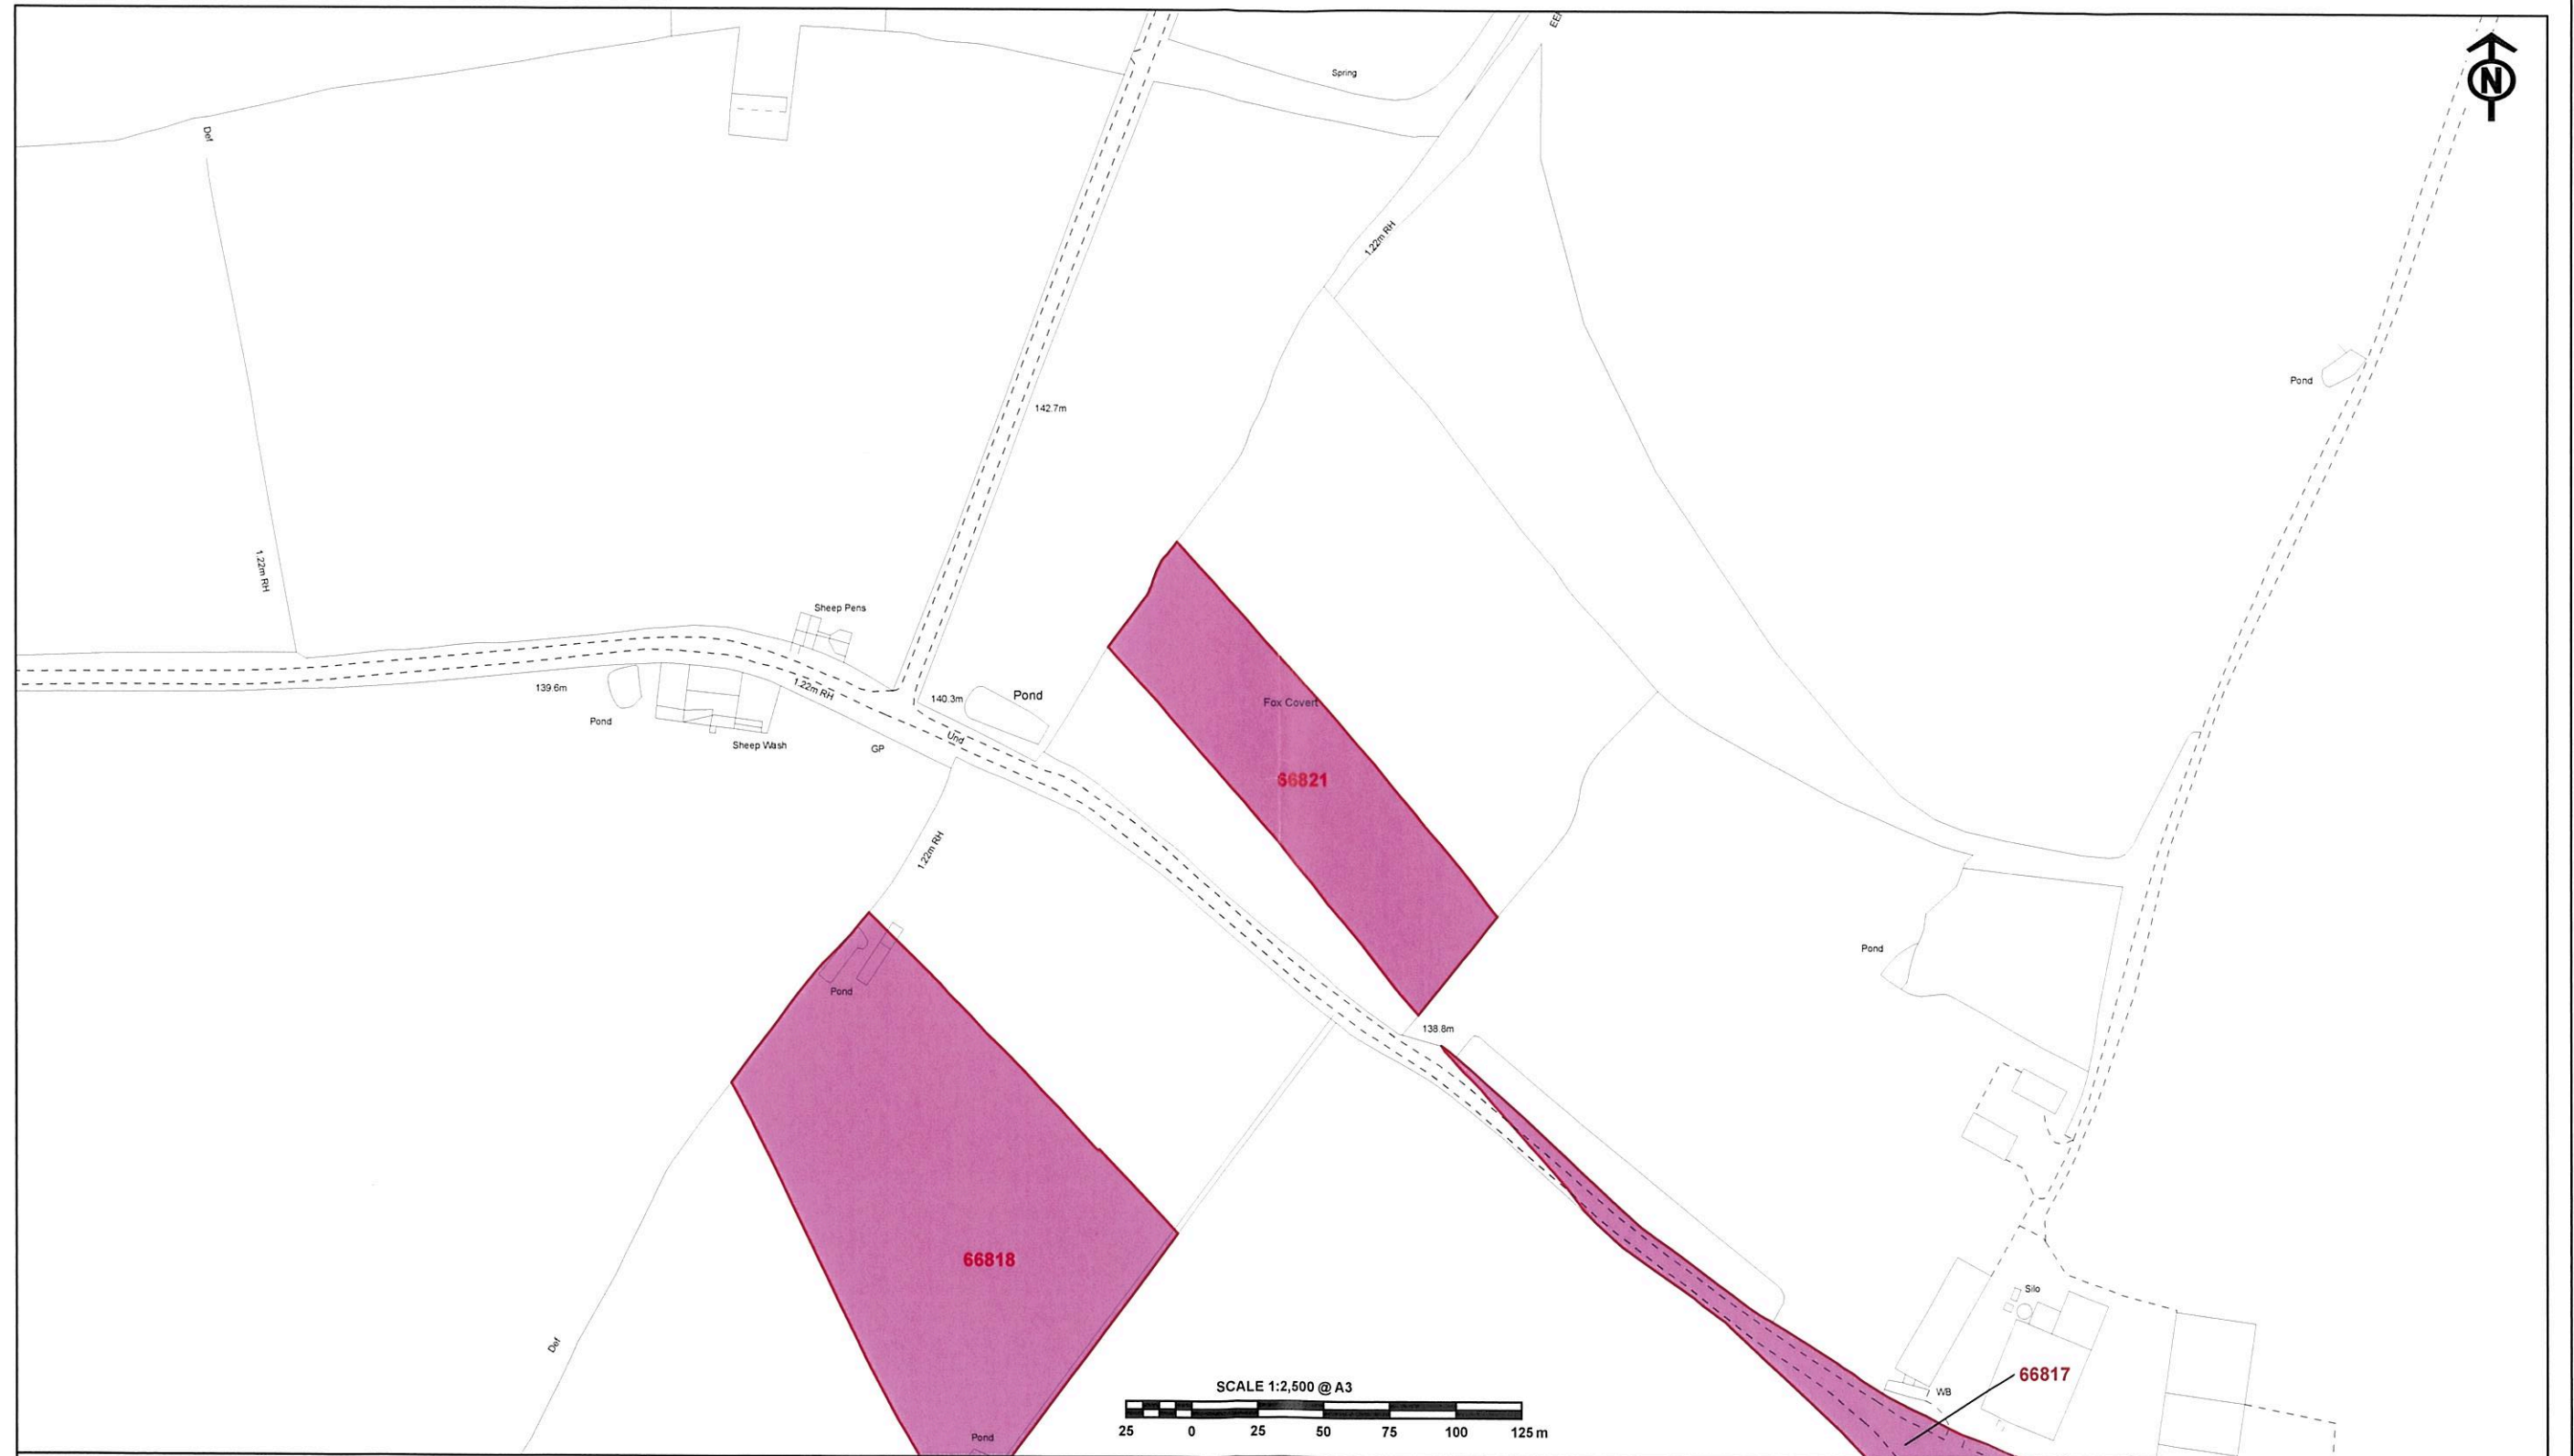 Spring
N
Def
1.22m RH
Pond
142.7m
1.22m RH
Sheep Pens
139.6m
Pond
1.22m RH
140.3m
Pond
Und
GP
Sheep Wash
Fox Covert
66821
1.22m RH
Pond
Pond
138.8m
66818
Def
Silo
66817
WB
SCALE 1:2,500 @ A3
25 0 25 50 75 100 125 m
Pond